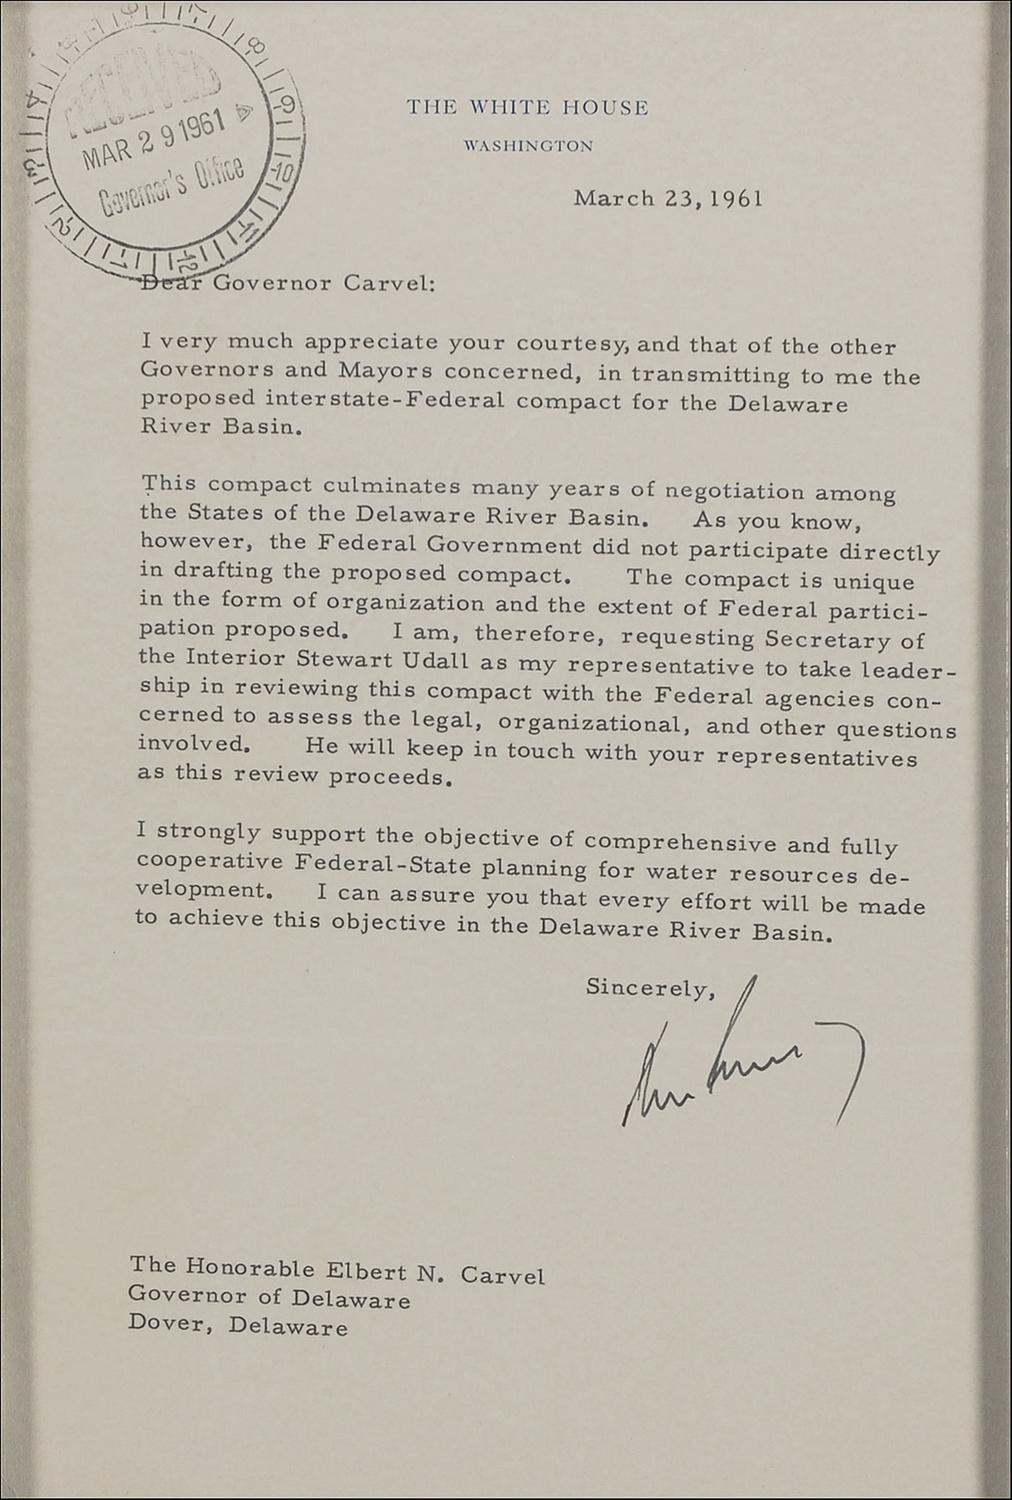 RECEIVED
MAR 29 1961
Governor's Office
THE WHITE HOUSE
WASHINGTON
March 23, 1961
Dear Governor Carvel:
I very much appreciate your courtesy, and that of the other
Governors and Mayors concerned, in transmitting to me the
proposed interstate-Federal compact for the Delaware
River Basin.
This compact culminates many years of negotiation among
the States of the Delaware River Basin. As you know,
however, the Federal Government did not participate directly
in drafting the proposed compact. The compact is unique
in the form of organization and the extent of Federal partici-
pation proposed. I am, therefore, requesting Secretary of
the Interior Stewart Udall as my representative to take leader-
ship in reviewing this compact with the Federal agencies con-
cerned to assess the legal, organizational, and other questions
involved. He will keep in touch with your representatives
as this review proceeds.
I strongly support the objective of comprehensive and fully
cooperative Federal-State planning for water resources de-
velopment. I can assure you that every effort will be made
to achieve this objective in the Delaware River Basin.
Sincerely,
The Honorable Elbert N. Carvel
Governor of Delaware
Dover, Delaware